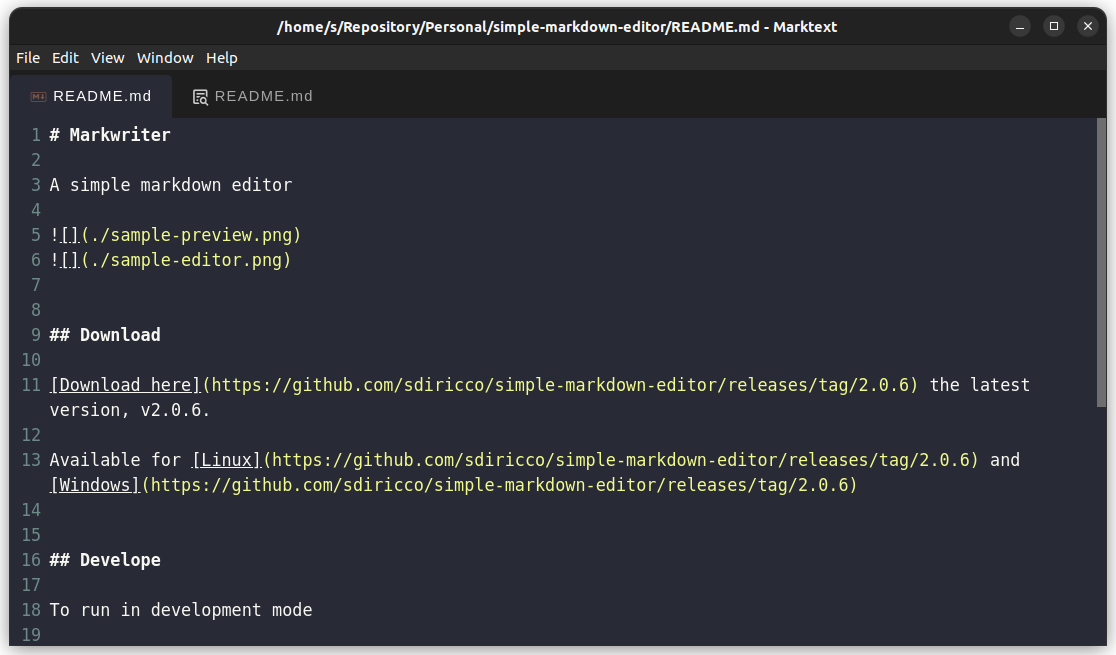 /home/s/Repository/Personal/simple-markdown-editor/README.md - Marktext
File Edit View Window Help
README.md README.md
1 # Markwriter
2
3 A simple markdown editor
4
5 ![](./sample-preview.png)
6 ![](./sample-editor.png)
7
8
9 ## Download
10
11 [Download here](https://github.com/sdiricco/simple-markdown-editor/releases/tag/2.0.6) the latest
version, v2.0.6.
12
13 Available for [Linux](https://github.com/sdiricco/simple-markdown-editor/releases/tag/2.0.6) and
[Windows](https://github.com/sdiricco/simple-markdown-editor/releases/tag/2.0.6)
14
15
16 ## Develope
17
18 To run in development mode
19